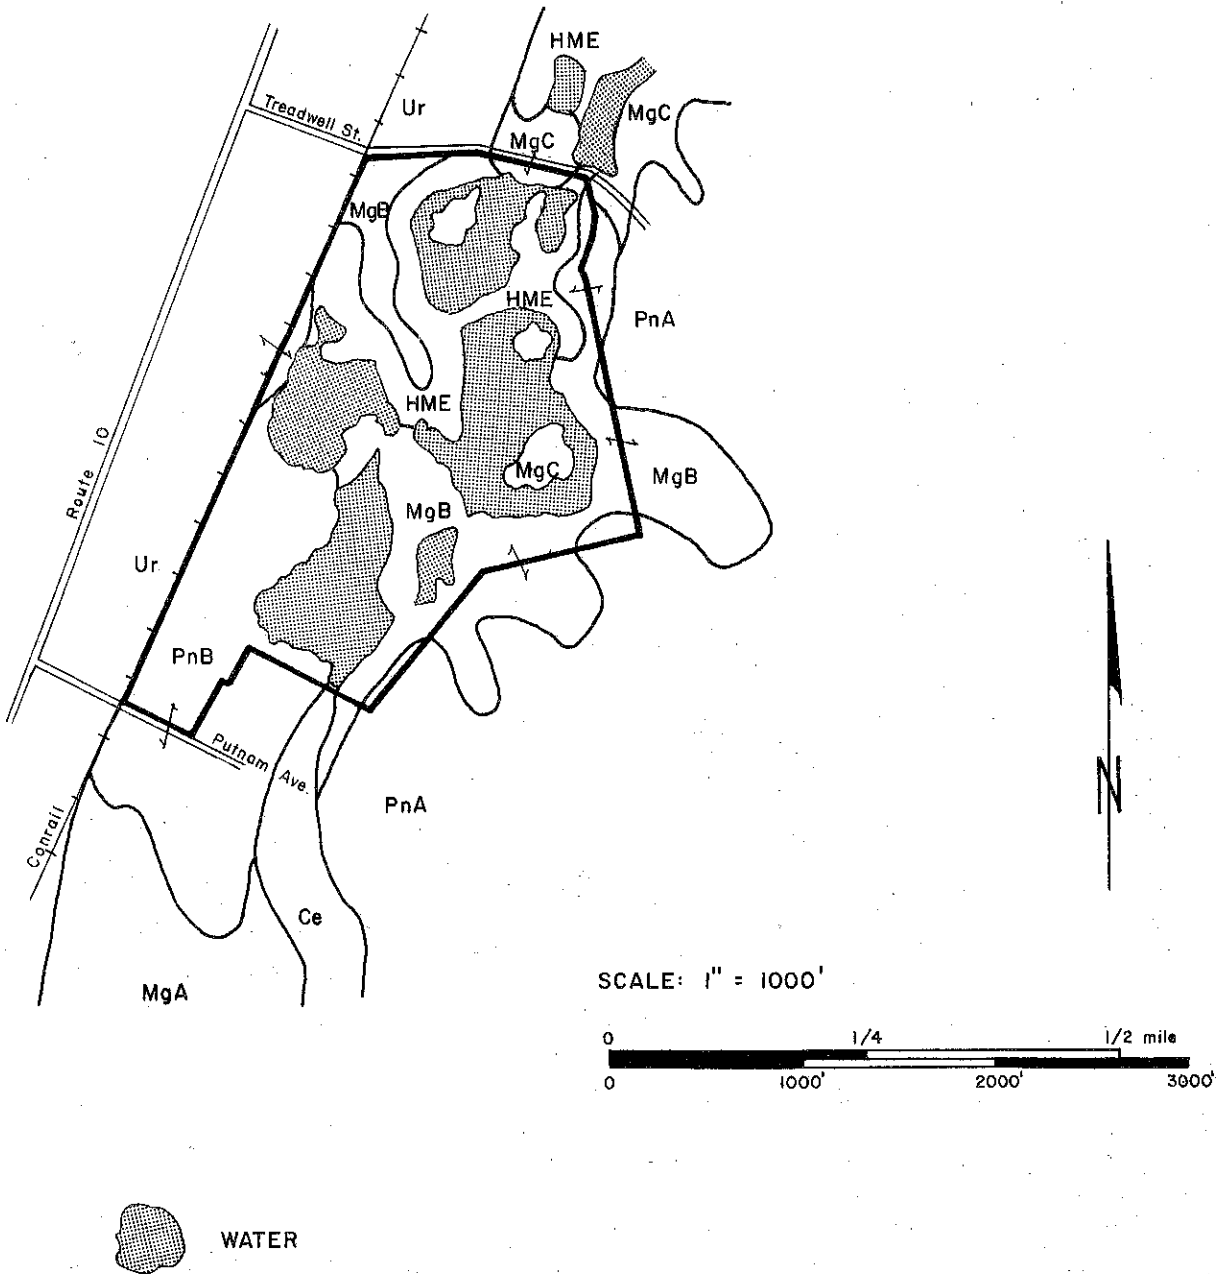 HME
Treadwell St.
Ur
MgC
MgC
MgB
HME
PnA
HME
Route 10
MgC
MgB
MgB
Ur
PnB
Putnam Ave.
PnA
Conrail
N
Ce
MgA
SCALE: 1" = 1000'
0 1/4 1/2 mile
0 1000' 2000' 3000'
WATER